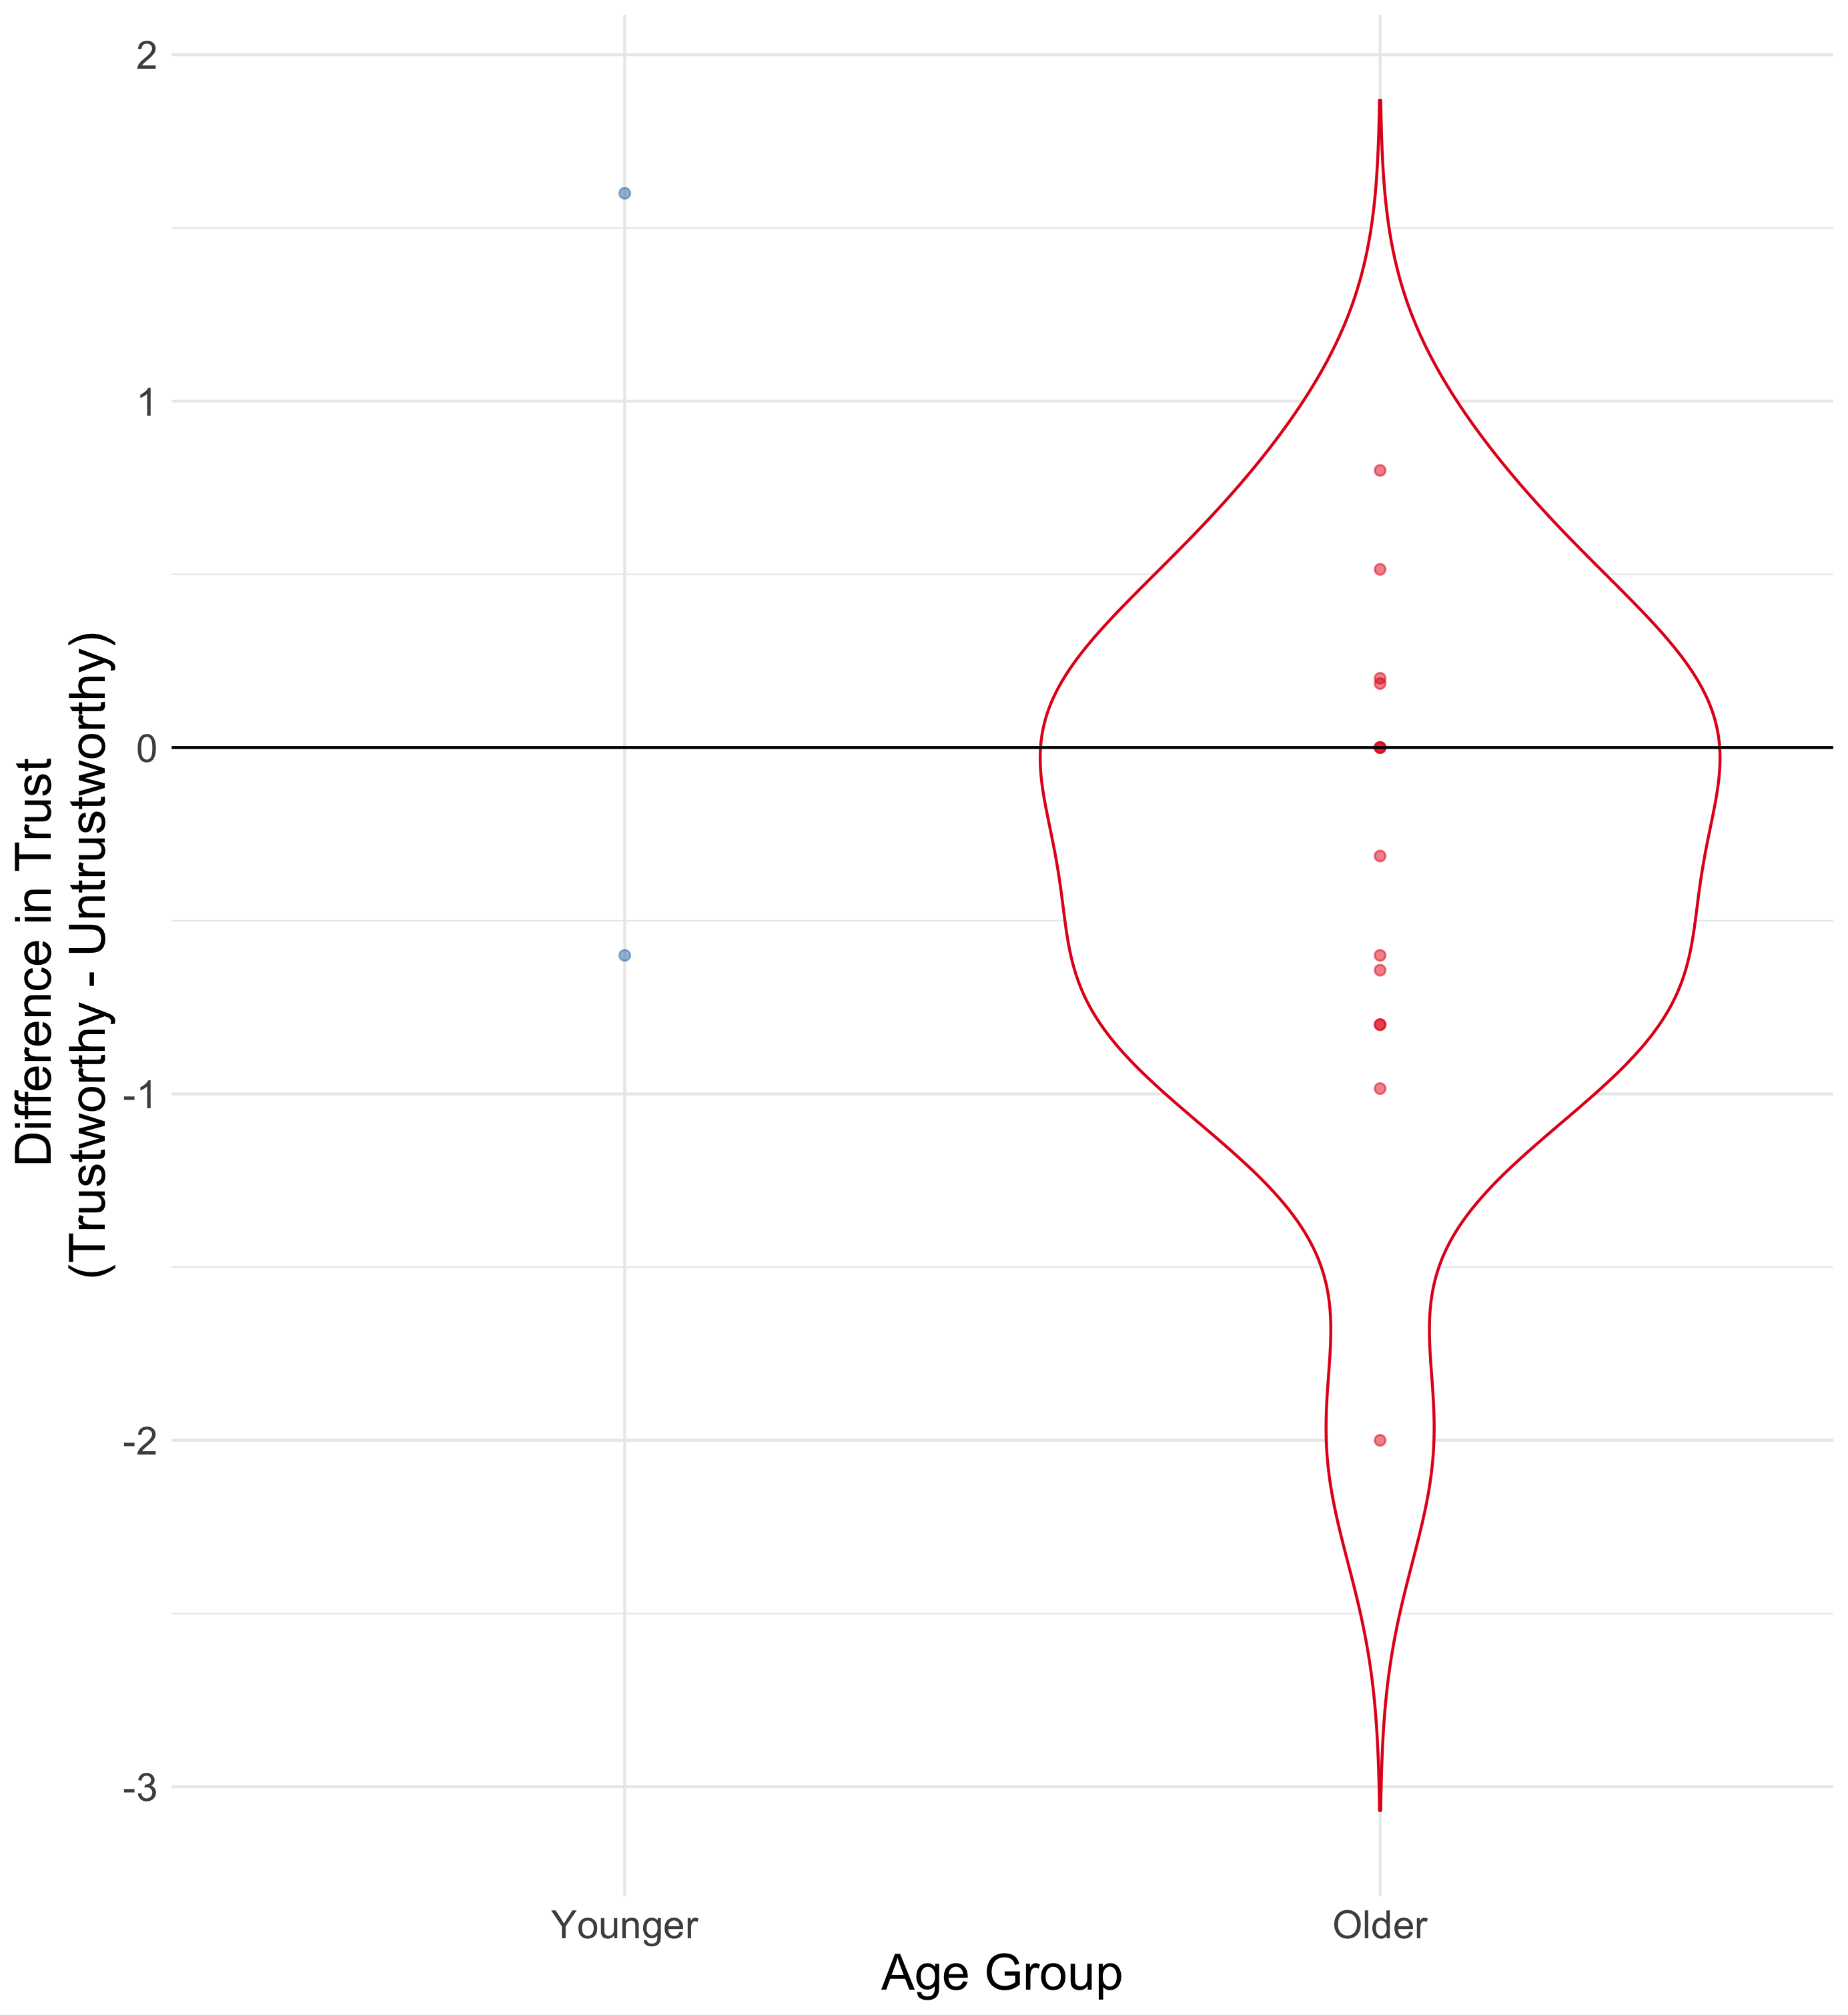 Difference in Trust
(Trustworthy - Untrustworthy)
2
1
0
-1
-2
-3
Younger
Older
Age Group